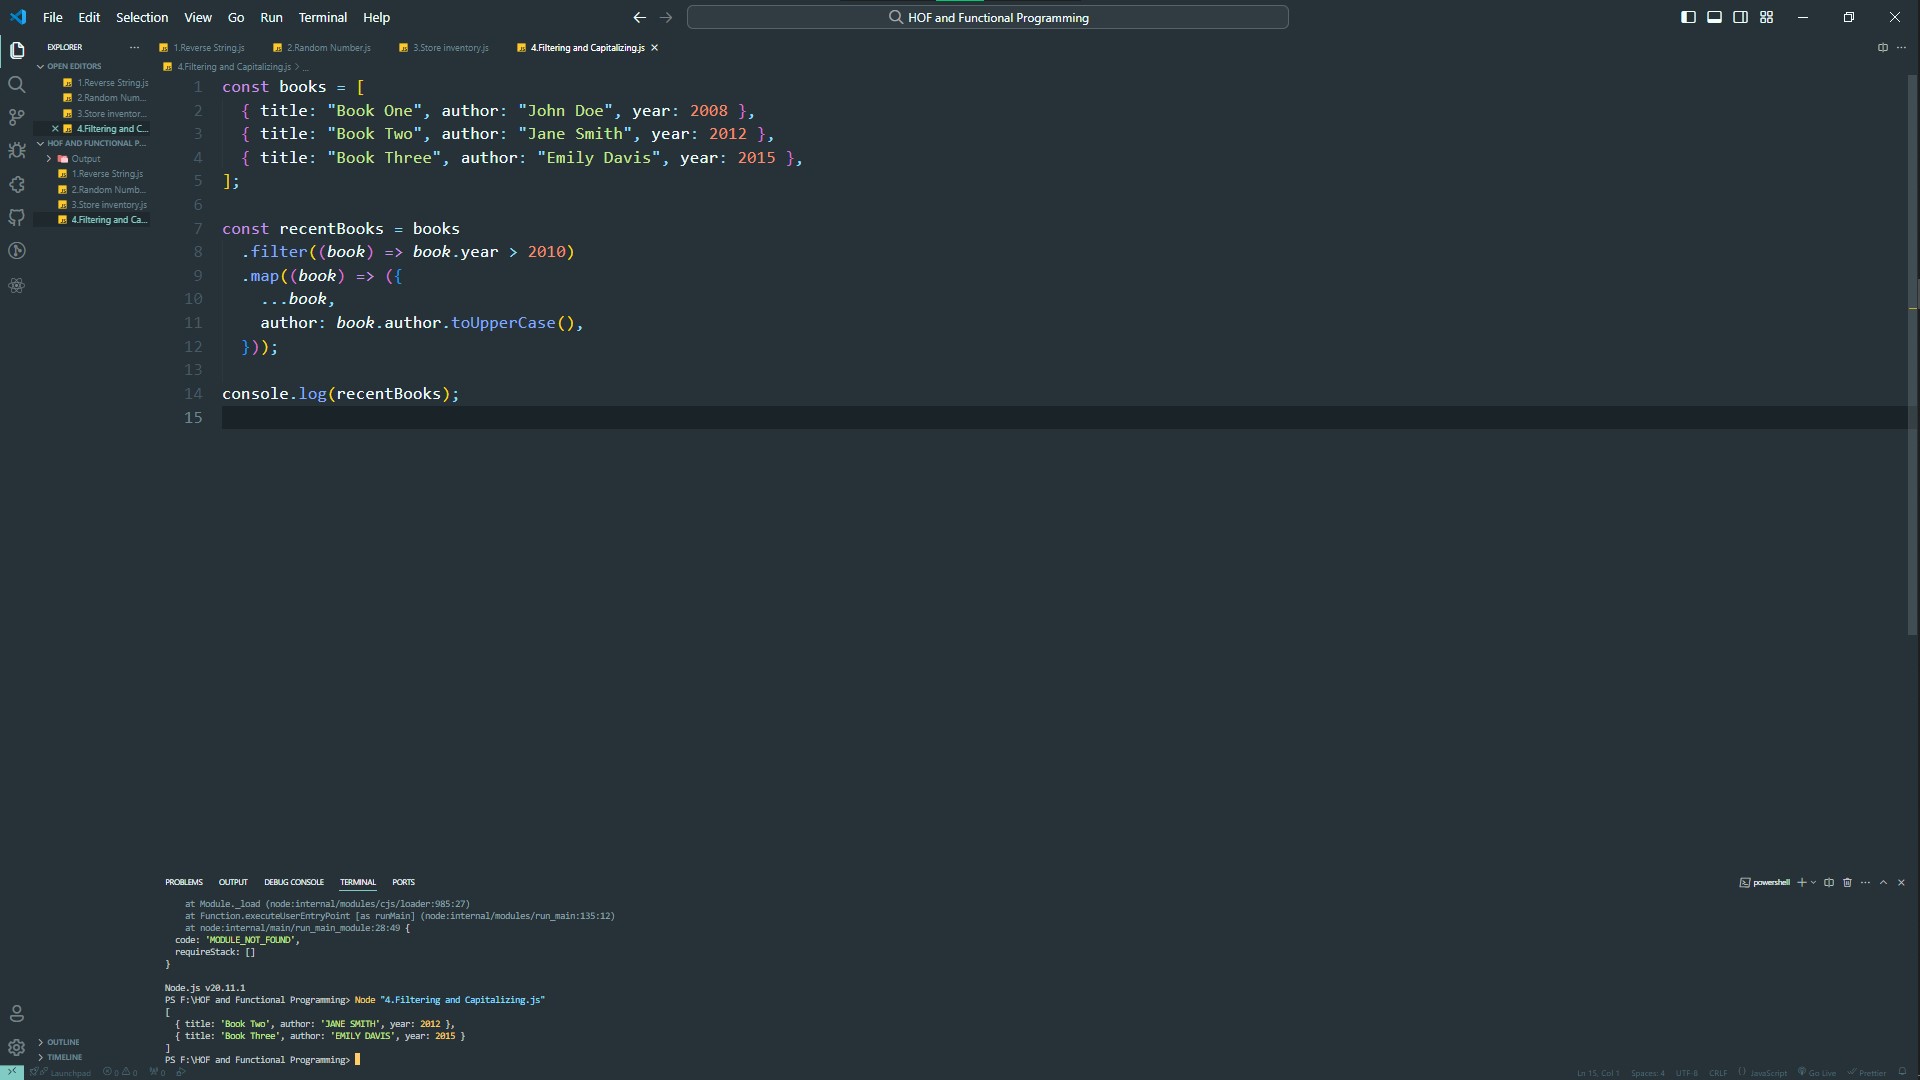 File Edit Selection View Go Run Terminal Help
HOF and Functional Programming
EXPLORER
1.Reverse String.js 2.Random Number.js 3.Store inventory.js 4.Filtering and Capitalizing.js
OPEN EDITORS
1.Reverse String.js
2.Random Num...
3.Store inventor...
4.Filtering and C...
HOF AND FUNCTIONAL P...
Output
1.Reverse String.js
2.Random Numb...
3.Store inventory.js
4.Filtering and Ca...
4.Filtering and Capitalizing.js > ...
1 const books = [
2 { title: "Book One", author: "John Doe", year: 2008 },
3 { title: "Book Two", author: "Jane Smith", year: 2012 },
4 { title: "Book Three", author: "Emily Davis", year: 2015 },
5 ];
6
7 const recentBooks = books
8 .filter((book) => book.year > 2010)
9 .map((book) => ({
10 ...book,
11 author: book.author.toUpperCase(),
12 }));
13
14 console.log(recentBooks);
15
PROBLEMS OUTPUT DEBUG CONSOLE TERMINAL PORTS
powershell
at Module._load (node:internal/modules/cjs/loader:985:27)
at Function.executeUserEntryPoint [as runMain] (node:internal/modules/run_main:135:12)
at node:internal/main/run_main_module:28:49 {
code: 'MODULE_NOT_FOUND',
requireStack: []
}
Node.js v20.11.1
PS F:\HOF and Functional Programming> Node "4.Filtering and Capitalizing.js"
[
{ title: 'Book Two', author: 'JANE SMITH', year: 2012 },
{ title: 'Book Three', author: 'EMILY DAVIS', year: 2015 }
]
PS F:\HOF and Functional Programming>
OUTLINE
TIMELINE
Launchpad 0 0 0
Ln 15, Col 1 Spaces: 4 UTF-8 CRLF JavaScript Go Live Prettier